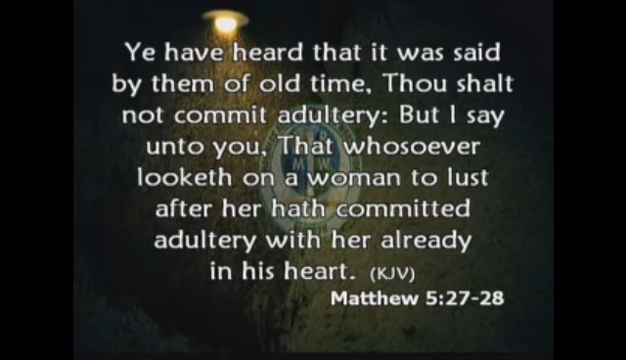 Ye have heard that it was said
by them of old time, Thou shalt
not commit adultery: But I say
unto you, That whosoever
looketh on a woman to lust
after her hath committed
adultery with her already
in his heart. (KJV)
Matthew 5:27-28